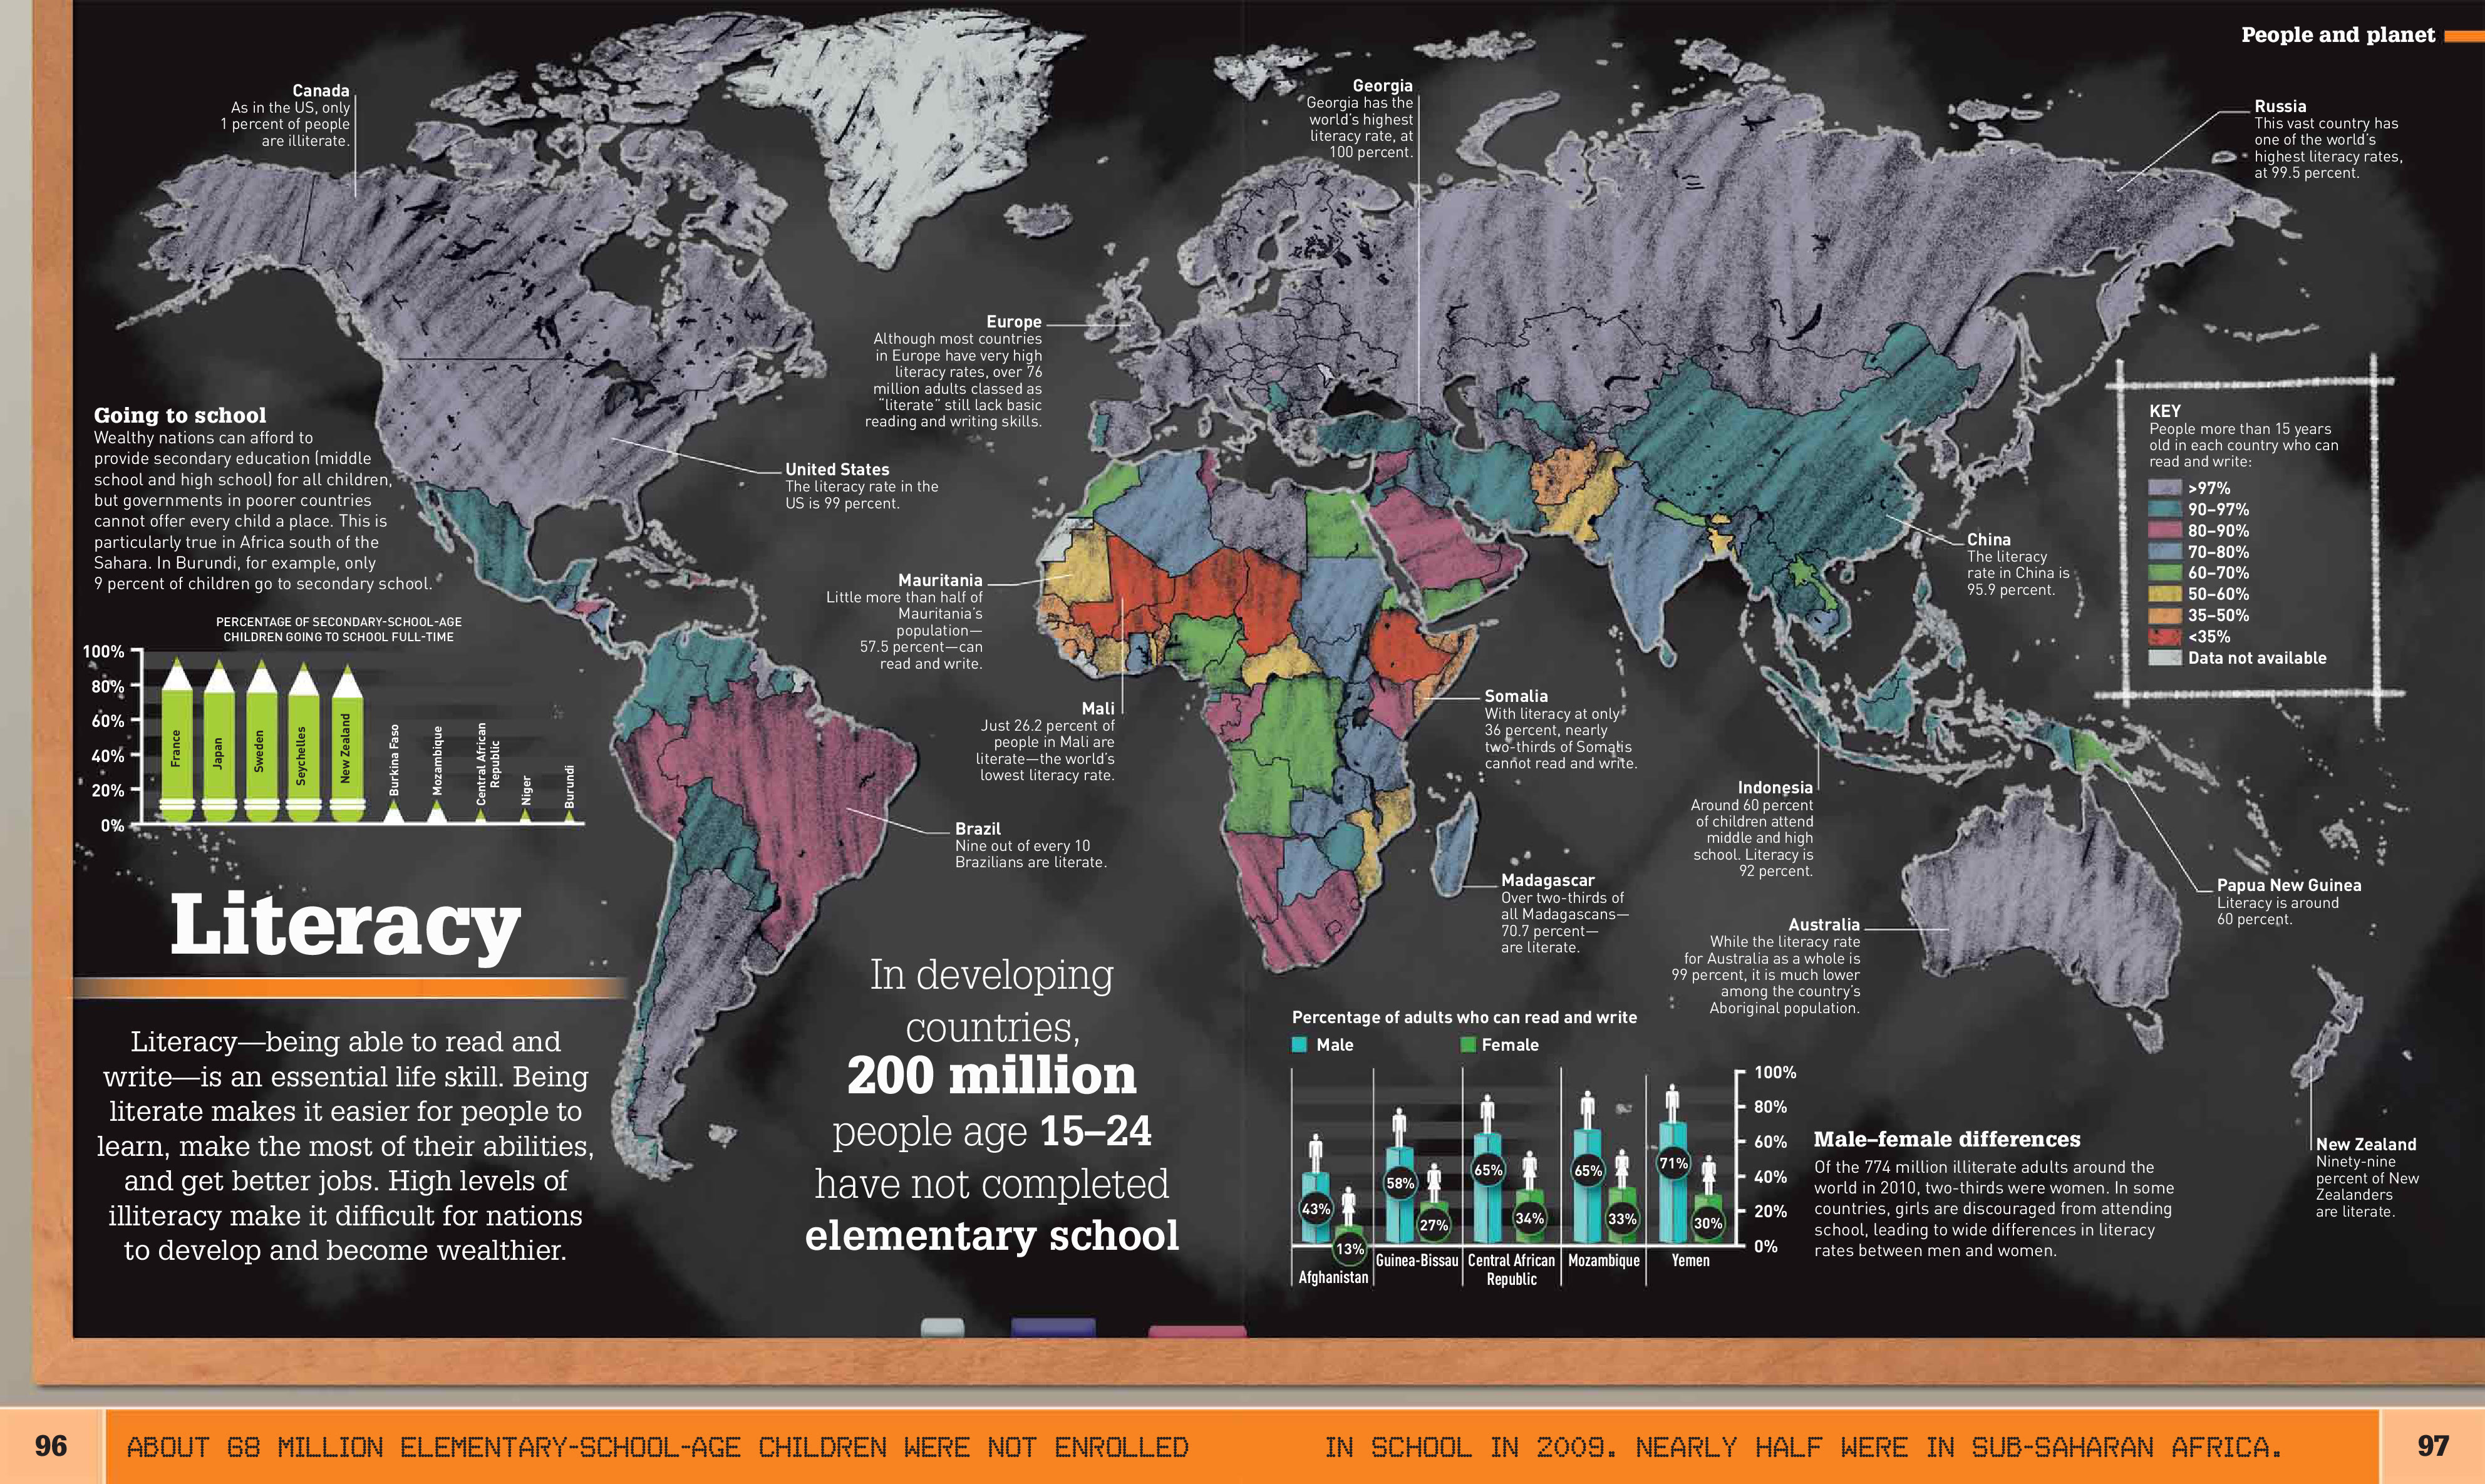 People and planet
Canada
As in the US, only
1 percent of people
are illiterate.
Georgia
Georgia has the
world's highest
literacy rate, at
100 percent.
Russia
This vast country has
one of the world's
highest literacy rates,
at 99.5 percent.
Europe
Although most countries
in Europe have very high
literacy rates, over 76
million adults classed as
"literate" still lack basic
reading and writing skills.
Going to school
Wealthy nations can afford to
provide secondary education (middle
school and high school) for all children,
but governments in poorer countries
cannot offer every child a place. This is
particularly true in Africa south of the
Sahara. In Burundi, for example, only
9 percent of children go to secondary school.
United States
The literacy rate in the
US is 99 percent.
KEY
People more than 15 years
old in each country who can
read and write:
>97%
90–97%
80–90%
70–80%
60–70%
50–60%
35–50%
<35%
Data not available
China
The literacy
rate in China is
95.9 percent.
Mauritania
Little more than half of
Mauritania's
population—
57.5 percent—can
read and write.
PERCENTAGE OF SECONDARY-SCHOOL-AGE
CHILDREN GOING TO SCHOOL FULL-TIME
100%
80%
60%
40%
20%
0%
France
Japan
Sweden
Seychelles
New Zealand
Burkina Faso
Mozambique
Central African
Republic
Niger
Burundi
Mali
Just 26.2 percent of
people in Mali are
literate—the world's
lowest literacy rate.
Somalia
With literacy at only
36 percent, nearly
two-thirds of Somalis
cannot read and write.
Brazil
Nine out of every 10
Brazilians are literate.
Indonesia
Around 60 percent
of children attend
middle and high
school. Literacy is
92 percent.
Madagascar
Over two-thirds of
all Madagascans—
70.7 percent—
are literate.
Papua New Guinea
Literacy is around
60 percent.
Australia
While the literacy rate
for Australia as a whole is
99 percent, it is much lower
among the country's
Aboriginal population.
Literacy
Literacy—being able to read and
write—is an essential life skill. Being
literate makes it easier for people to
learn, make the most of their abilities,
and get better jobs. High levels of
illiteracy make it difficult for nations
to develop and become wealthier.
In developing
countries,
200 million
people age 15–24
have not completed
elementary school
Percentage of adults who can read and write
Male
Female
100%
80%
60%
40%
20%
0%
43%
13%
58%
27%
65%
34%
65%
33%
71%
30%
Afghanistan
Guinea-Bissau
Central African
Republic
Mozambique
Yemen
Male–female differences
Of the 774 million illiterate adults around the
world in 2010, two-thirds were women. In some
countries, girls are discouraged from attending
school, leading to wide differences in literacy
rates between men and women.
New Zealand
Ninety-nine
percent of New
Zealanders
are literate.
96
ABOUT 68 MILLION ELEMENTARY-SCHOOL-AGE CHILDREN WERE NOT ENROLLED
IN SCHOOL IN 2009. NEARLY HALF WERE IN SUB-SAHARAN AFRICA.
97